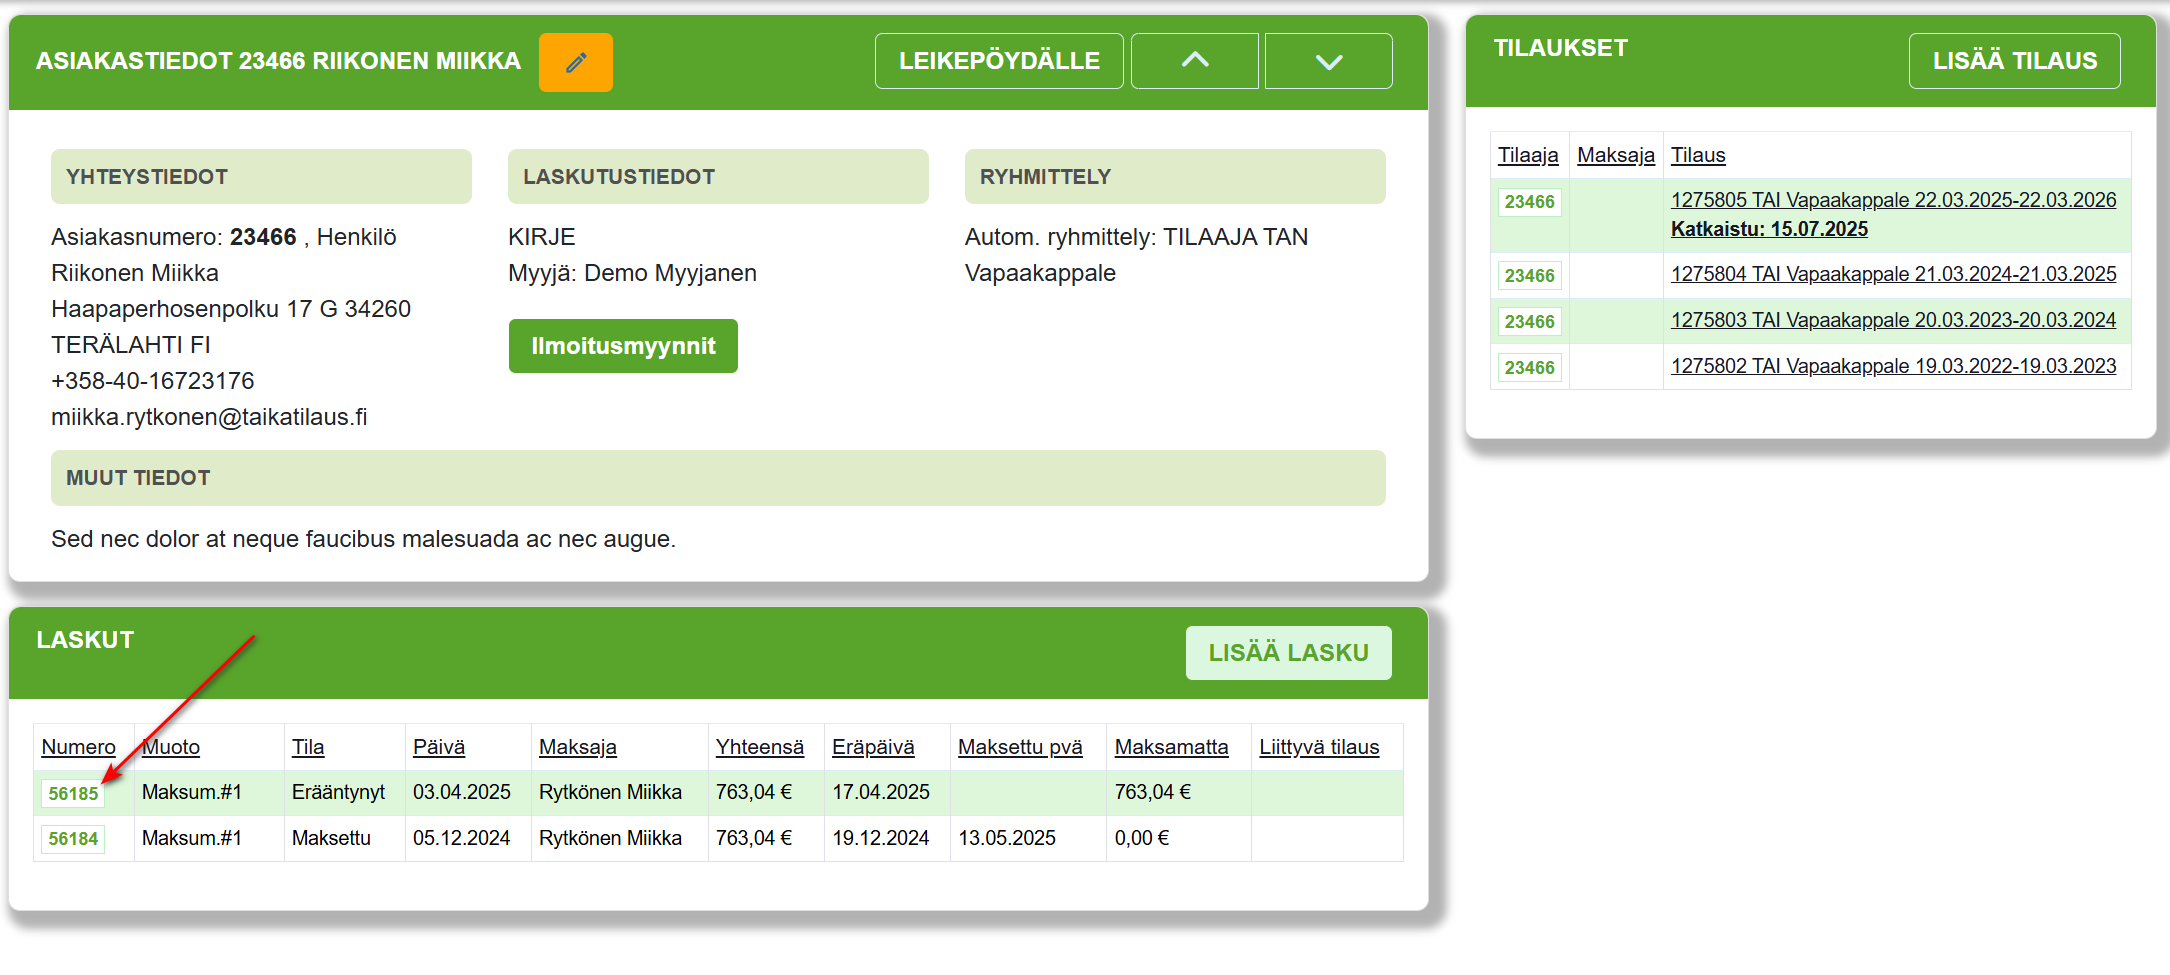 ASIAKASTIEDOT 23466 RIIKONEN MIIKKA
LEIKEPÖYDÄLLE
YHTEYSTIEDOT
Asiakasnumero: 23466 , Henkilö
Riikonen Miikka
Haapaperhosenpolku 17 G 34260
TERÄLAHTI FI
+358-40-16723176
miikka.rytkonen@taikatilaus.fi
LASKUTUSTIEDOT
KIRJE
Myyjä: Demo Myyjanen
Ilmoitusmyynnit
RYHMITTELY
Autom. ryhmittely: TILAAJA TAN
Vapaakappale
MUUT TIEDOT
Sed nec dolor at neque faucibus malesuada ac nec augue.
TILAUKSET
LISÄÄ TILAUS
Tilaaja Maksaja Tilaus
23466 1275805 TAI Vapaakappale 22.03.2025-22.03.2026
Katkaistu: 15.07.2025
23466 1275804 TAI Vapaakappale 21.03.2024-21.03.2025
23466 1275803 TAI Vapaakappale 20.03.2023-20.03.2024
23466 1275802 TAI Vapaakappale 19.03.2022-19.03.2023
LASKUT
LISÄÄ LASKU
Numero Muoto Tila Päivä Maksaja Yhteensä Eräpäivä Maksettu pvä Maksamatta Liittyvä tilaus
56185 Maksum.#1 Erääntynyt 03.04.2025 Rytkönen Miikka 763,04 € 17.04.2025 763,04 €
56184 Maksum.#1 Maksettu 05.12.2024 Rytkönen Miikka 763,04 € 19.12.2024 13.05.2025 0,00 €